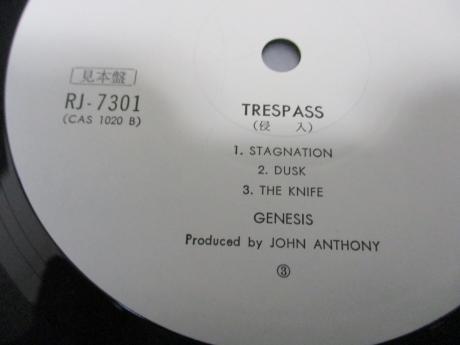 見本盤
RJ-7301
(CAS 1020 B)
TRESPASS
(侵 入)
1. STAGNATION
2. DUSK
3. THE KNIFE
GENESIS
Produced by JOHN ANTHONY
③